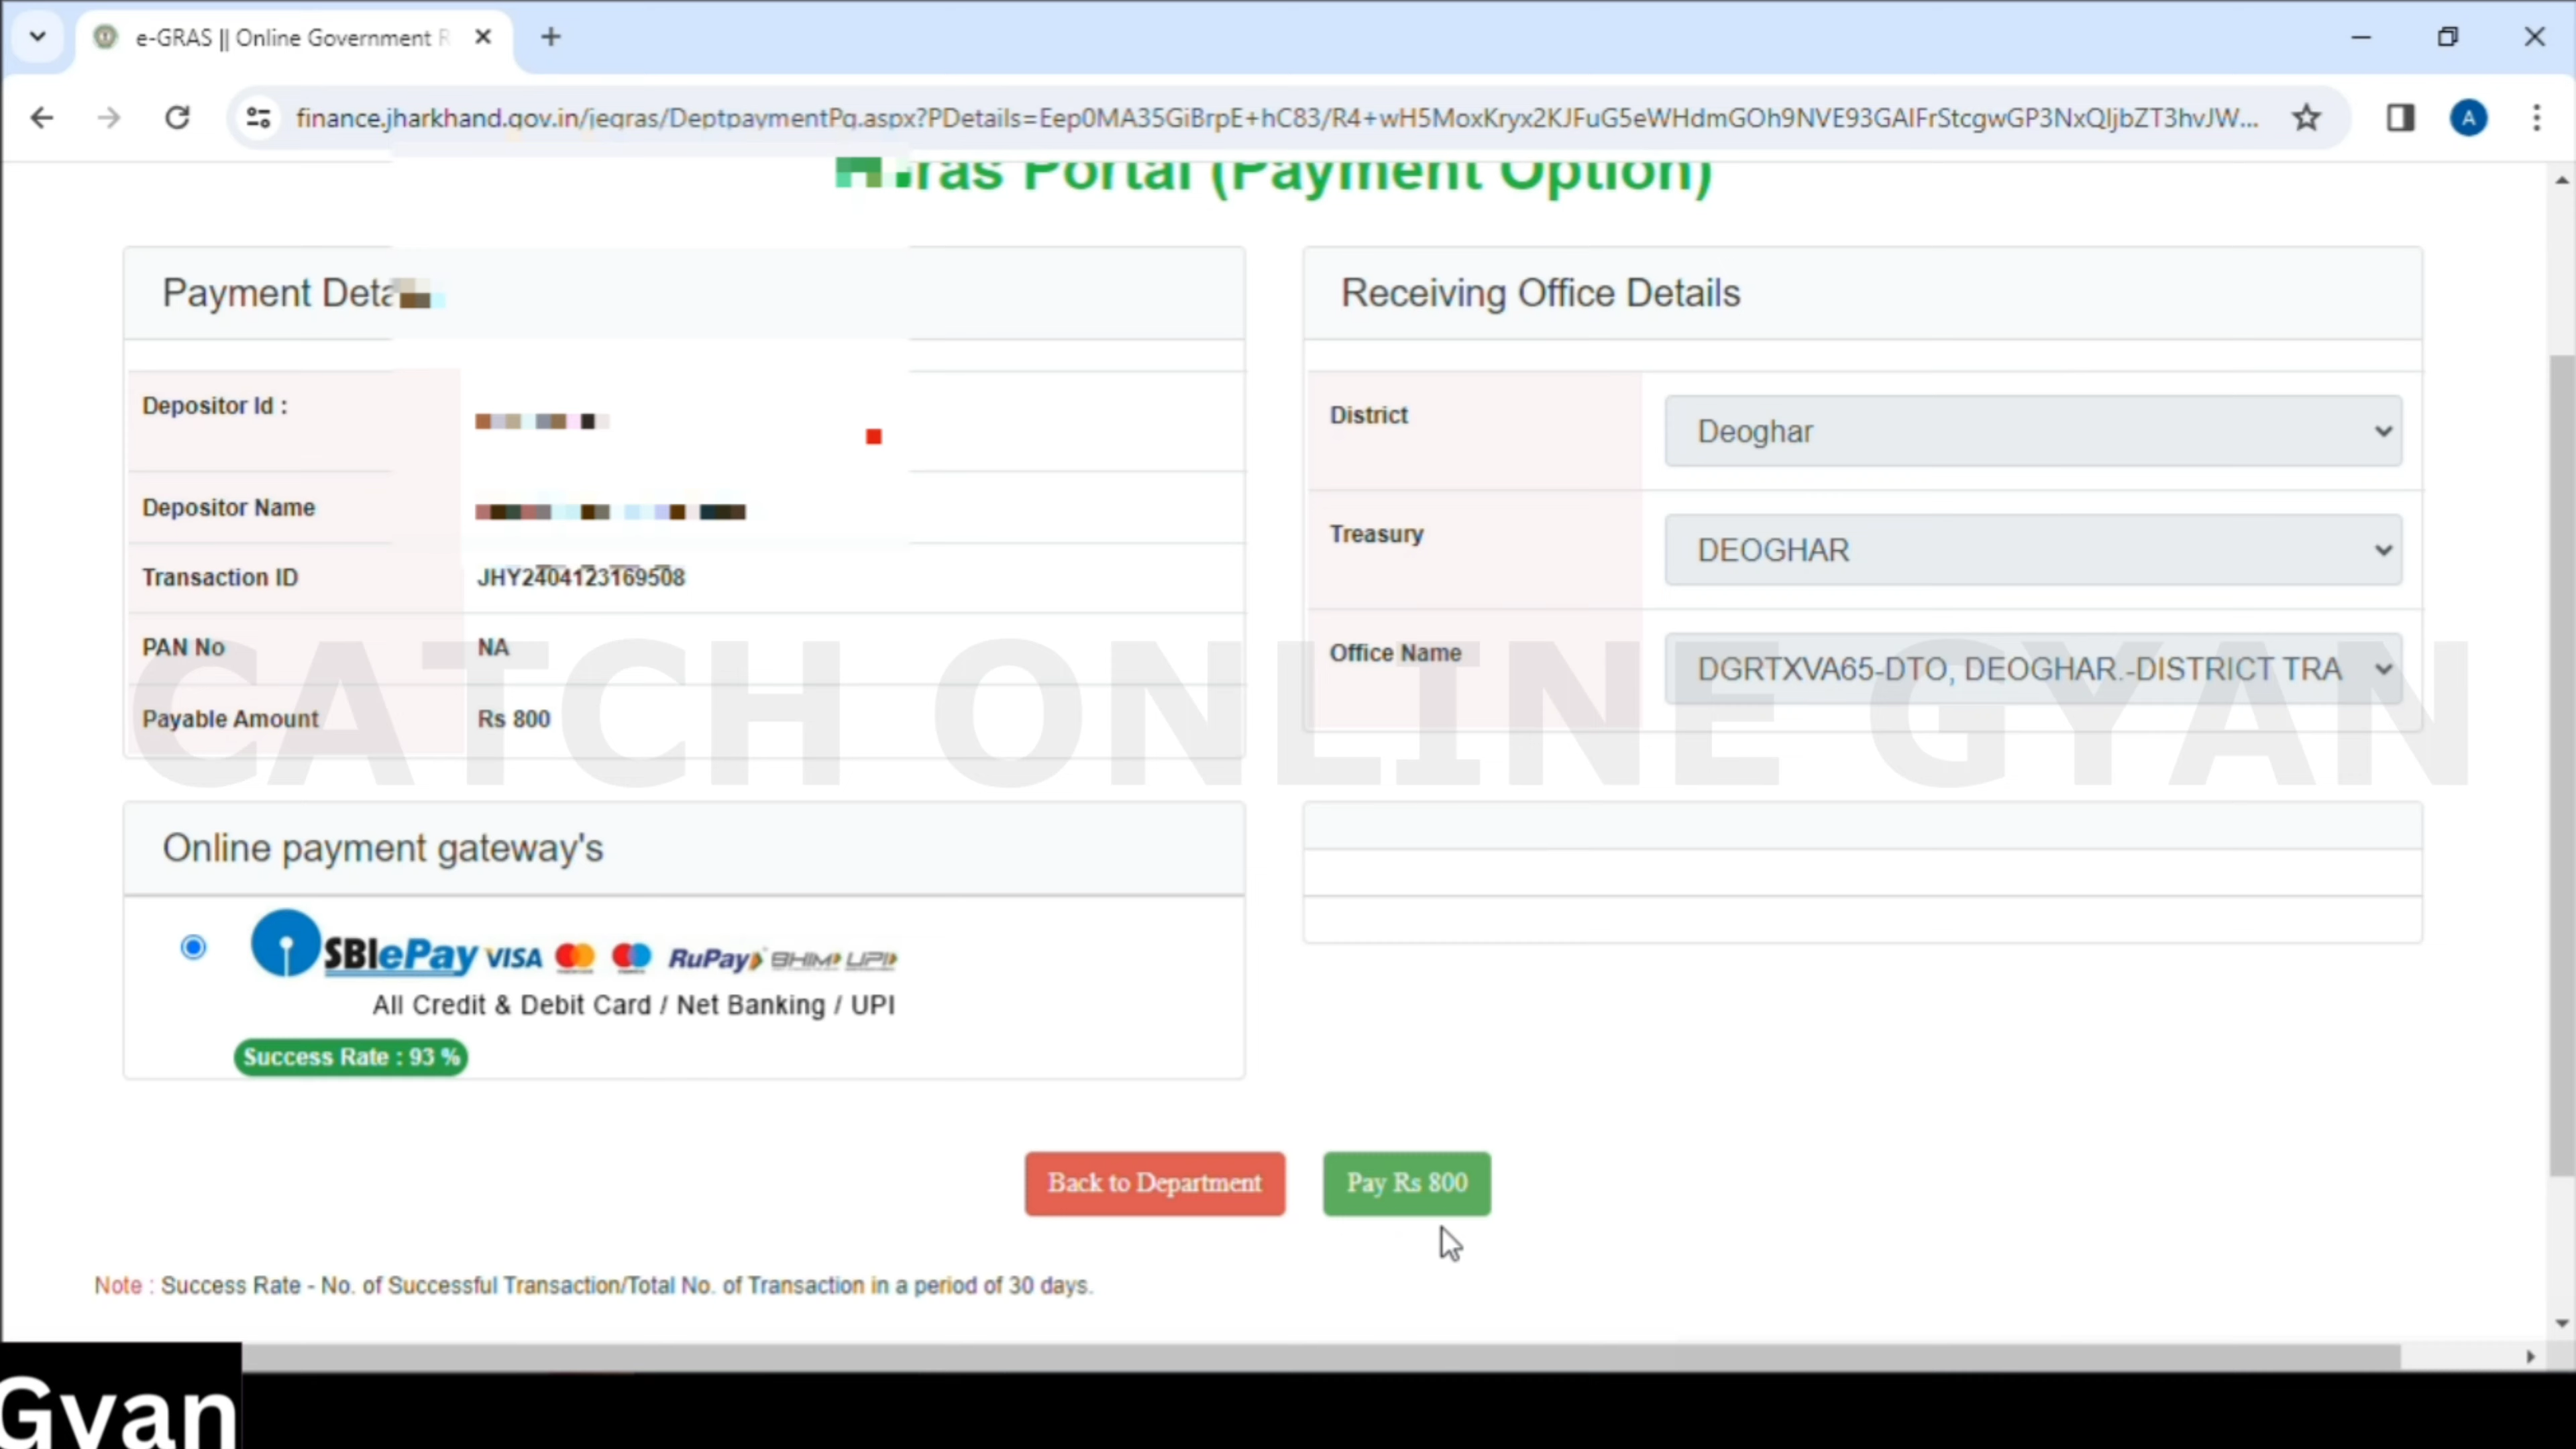 e-GRAS || Online Government R
finance.jharkhand.gov.in/jegras/DeptpaymentPg.aspx?PDetails=Eep0MA35GiBrpE+hC83/R4+wH5MoxKryx2KJFuG5eWHdmGOh9NVE93GAIFrStcgwGP3NxQIjbZT3hvJW...
A
ras Portal (Payment Option)
Payment Deta
Depositor Id :
Depositor Name
Transaction ID JHY2404123169508
PAN No NA
Payable Amount Rs 800
Receiving Office Details
District Deoghar
Treasury DEOGHAR
Office Name DGRTXVA65-DTO, DEOGHAR.-DISTRICT TRA
CATCH ONLINE GYAN
Online payment gateway's
SBIePay VISA RuPay BHIM UPI
All Credit & Debit Card / Net Banking / UPI
Success Rate : 93 %
Back to Department Pay Rs 800
Note : Success Rate - No. of Successful Transaction/Total No. of Transaction in a period of 30 days.
Gyan